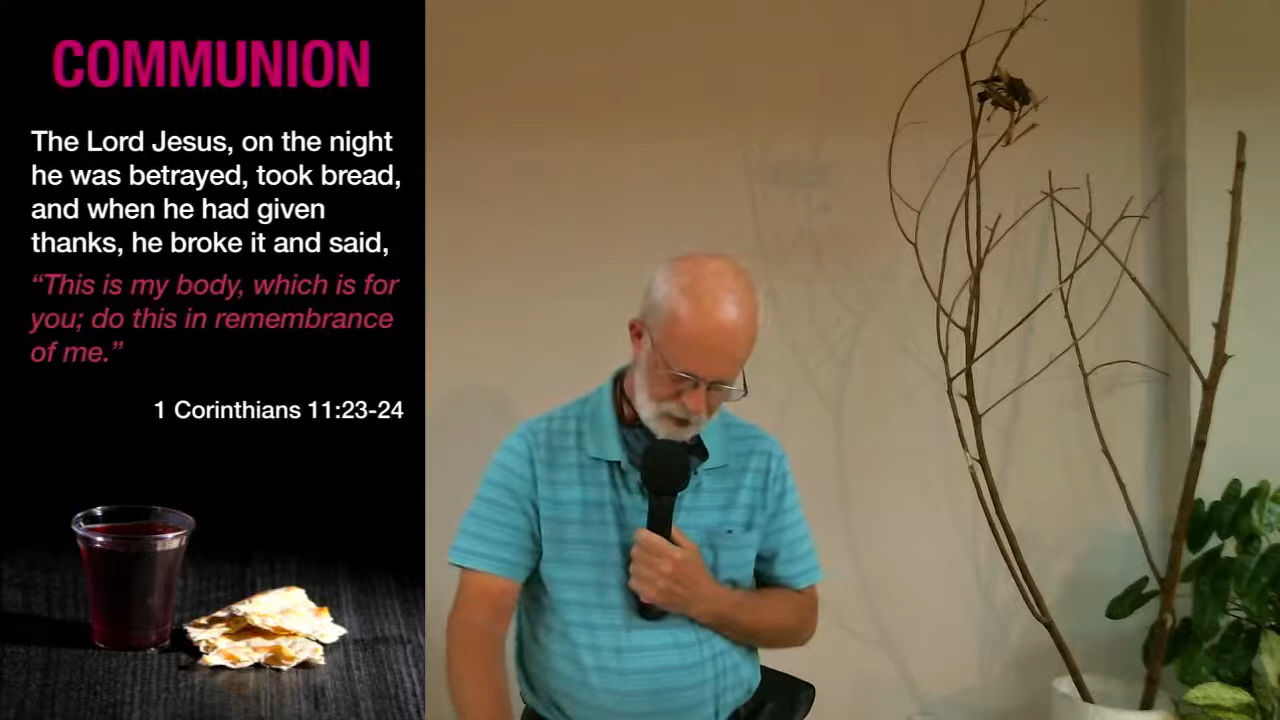 COMMUNION
The Lord Jesus, on the night
he was betrayed, took bread,
and when he had given
thanks, he broke it and said,
“This is my body, which is for
you; do this in remembrance
of me.”
1 Corinthians 11:23-24